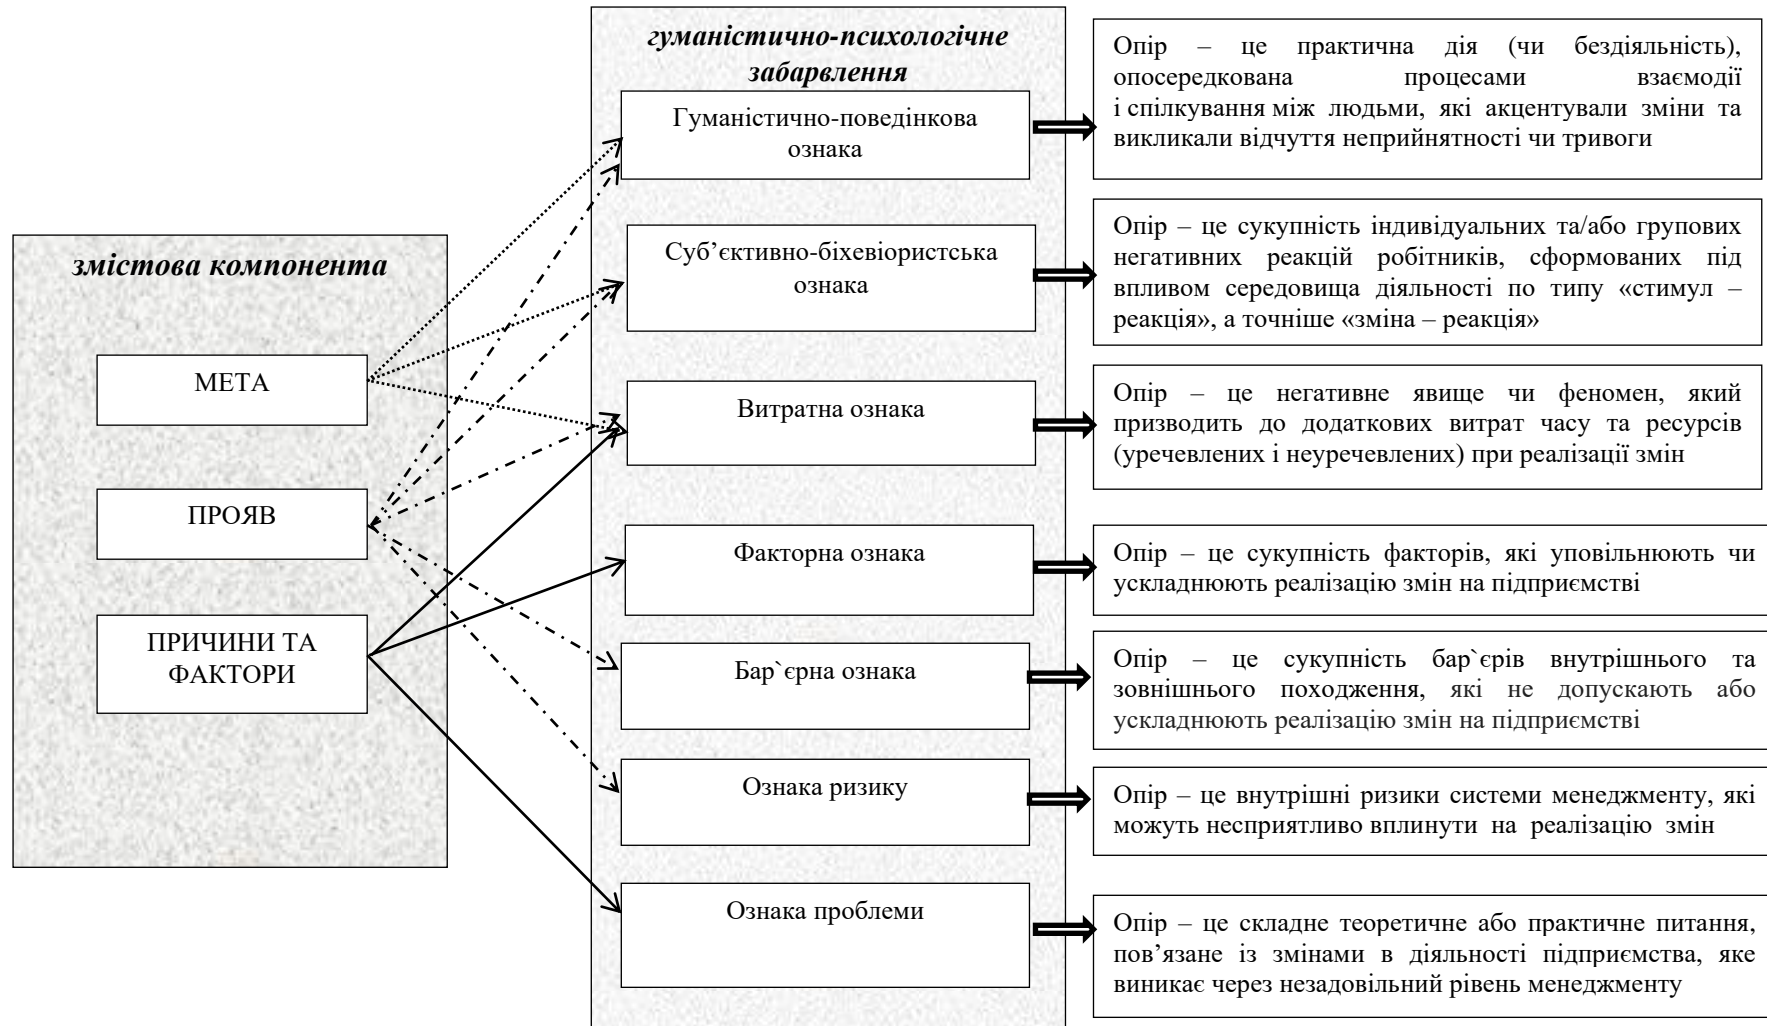 змістова компонента
МЕТА
ПРОЯВ
ПРИЧИНИ ТА
ФАКТОРИ
гуманістично-психологічне
забарвлення
Гуманістично-поведінкова
ознака
Суб’єктивно-біхевіористська
ознака
Витратна ознака
Факторна ознака
Бар`єрна ознака
Ознака ризику
Ознака проблеми
Опір – це практична дія (чи бездіяльність),
опосередкована процесами взаємодії
і спілкування між людьми, які акцентували зміни та
викликали відчуття неприйнятності чи тривоги
Опір – це сукупність індивідуальних та/або групових
негативних реакцій робітників, сформованих під
впливом середовища діяльності по типу «стимул –
реакція», а точніше «зміна – реакція»
Опір – це негативне явище чи феномен, який
призводить до додаткових витрат часу та ресурсів
(уречевлених і неуречевлених) при реалізації змін
Опір – це сукупність факторів, які уповільнюють чи
ускладнюють реалізацію змін на підприємстві
Опір – це сукупність бар`єрів внутрішнього та
зовнішнього походження, які не допускають або
ускладнюють реалізацію змін на підприємстві
Опір – це внутрішні ризики системи менеджменту, які
можуть несприятливо вплинути на реалізацію змін
Опір – це складне теоретичне або практичне питання,
пов’язане із змінами в діяльності підприємства, яке
виникає через незадовільний рівень менеджменту